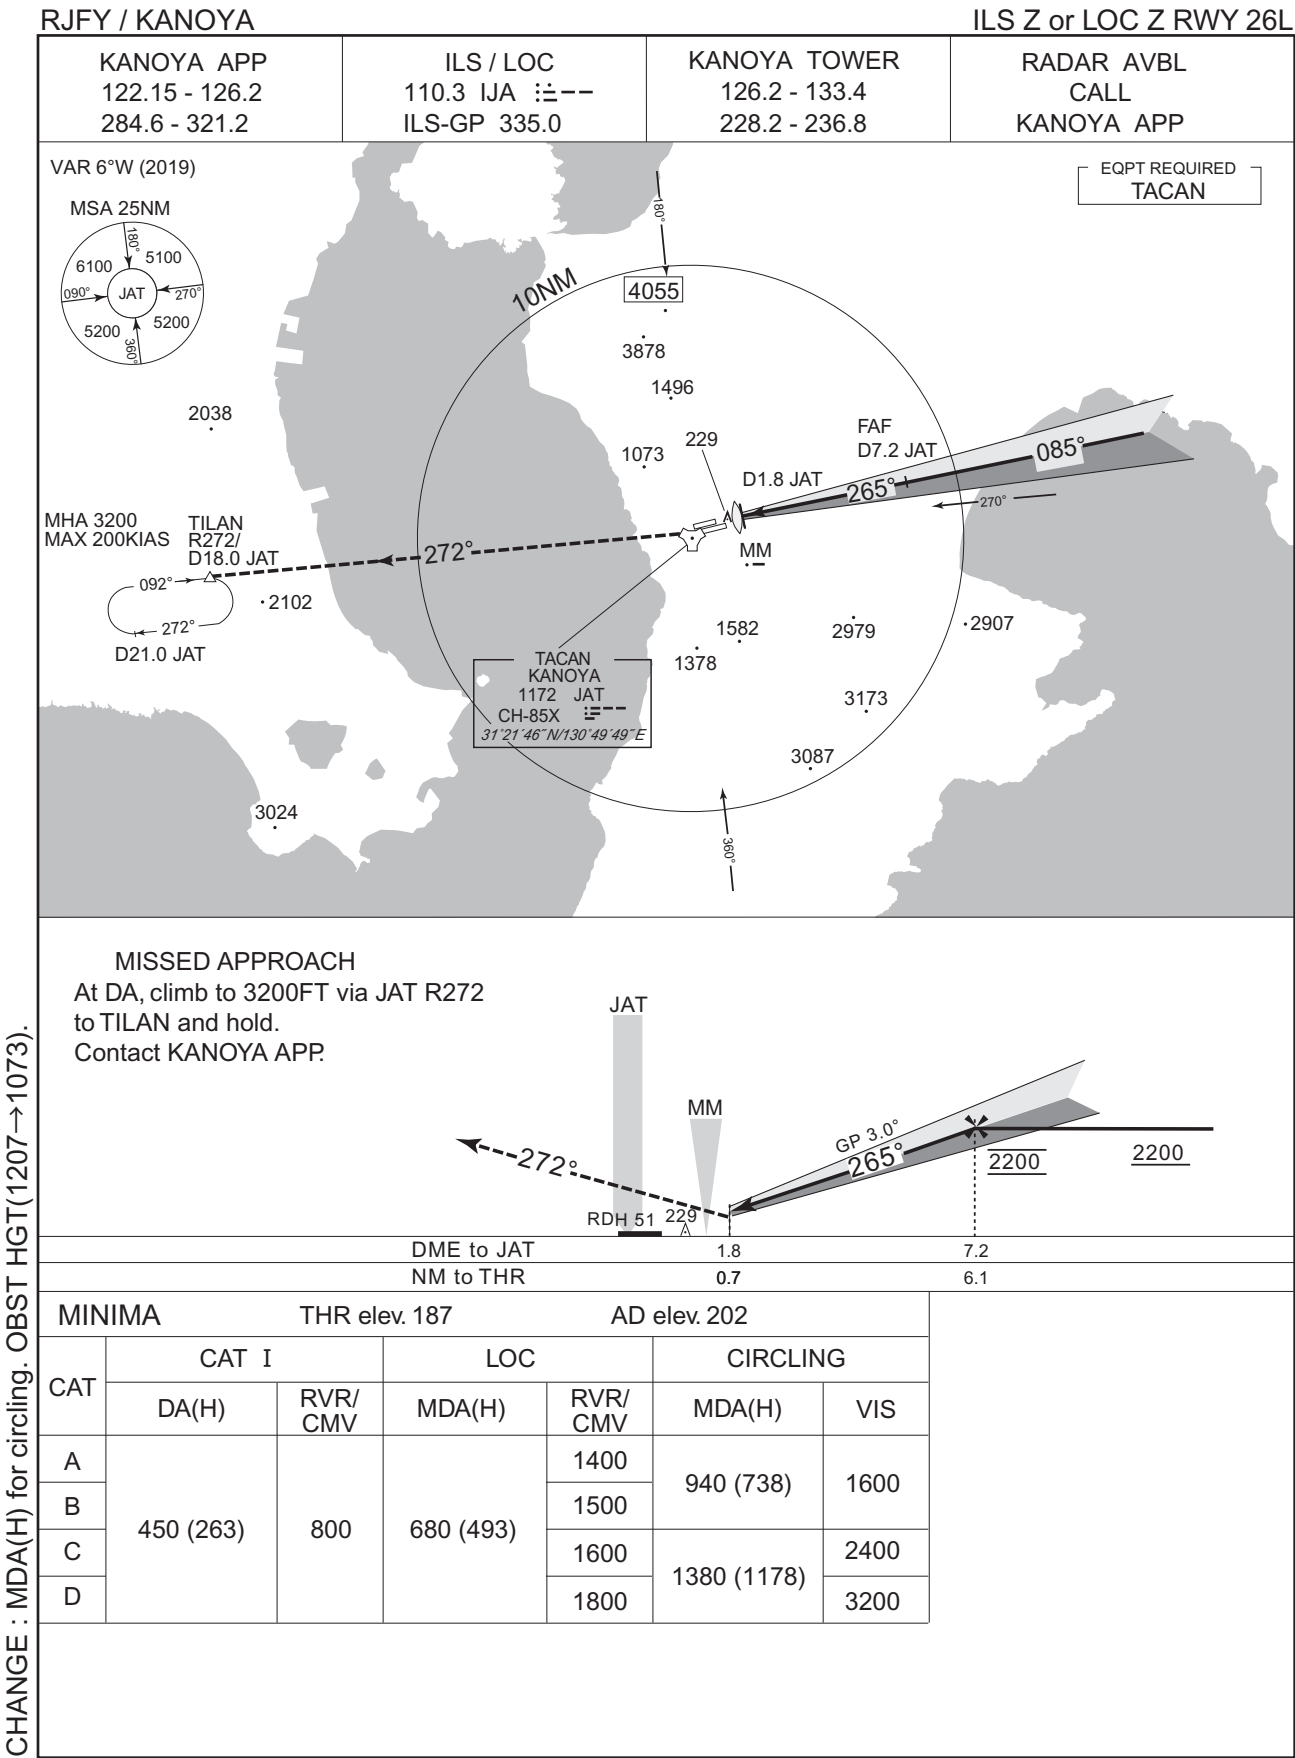 RJFY / KANOYA
ILS Z or LOC Z RWY 26L
KANOYA APP
122.15 - 126.2
284.6 - 321.2
ILS / LOC
110.3 IJA
ILS-GP 335.0
KANOYA TOWER
126.2 - 133.4
228.2 - 236.8
RADAR AVBL
CALL
KANOYA APP
VAR 6°W (2019)
EQPT REQUIRED
TACAN
MSA 25NM
180°
6100
5100
090°
JAT
270°
5200
5200
360°
180°
10NM
4055
3878
1496
2038
1073
229
FAF
D7.2 JAT
D1.8 JAT
085°
265°
270°
MHA 3200
MAX 200KIAS
TILAN
R272/
D18.0 JAT
272°
MM
092°
2102
272°
D21.0 JAT
1582
2979
2907
1378
TACAN
KANOYA
1172 JAT
CH-85X
31°21´46˝N/130°49´49˝E
3173
3087
3024
360°
MISSED APPROACH
At DA, climb to 3200FT via JAT R272
to TILAN and hold.
Contact KANOYA APP.
JAT
MM
GP 3.0°
265°
272°
2200
2200
RDH 51
229
DME to JAT 1.8 7.2
NM to THR 0.7 6.1
MINIMA THR elev. 187 AD elev. 202
CAT
CAT I
LOC
CIRCLING
DA(H)
RVR/
CMV
MDA(H)
RVR/
CMV
MDA(H)
VIS
A
B
C
D
450 (263)
800
680 (493)
1400
1500
1600
1800
940 (738)
1380 (1178)
1600
2400
3200
CHANGE : MDA(H) for circling. OBST HGT(1207→1073).